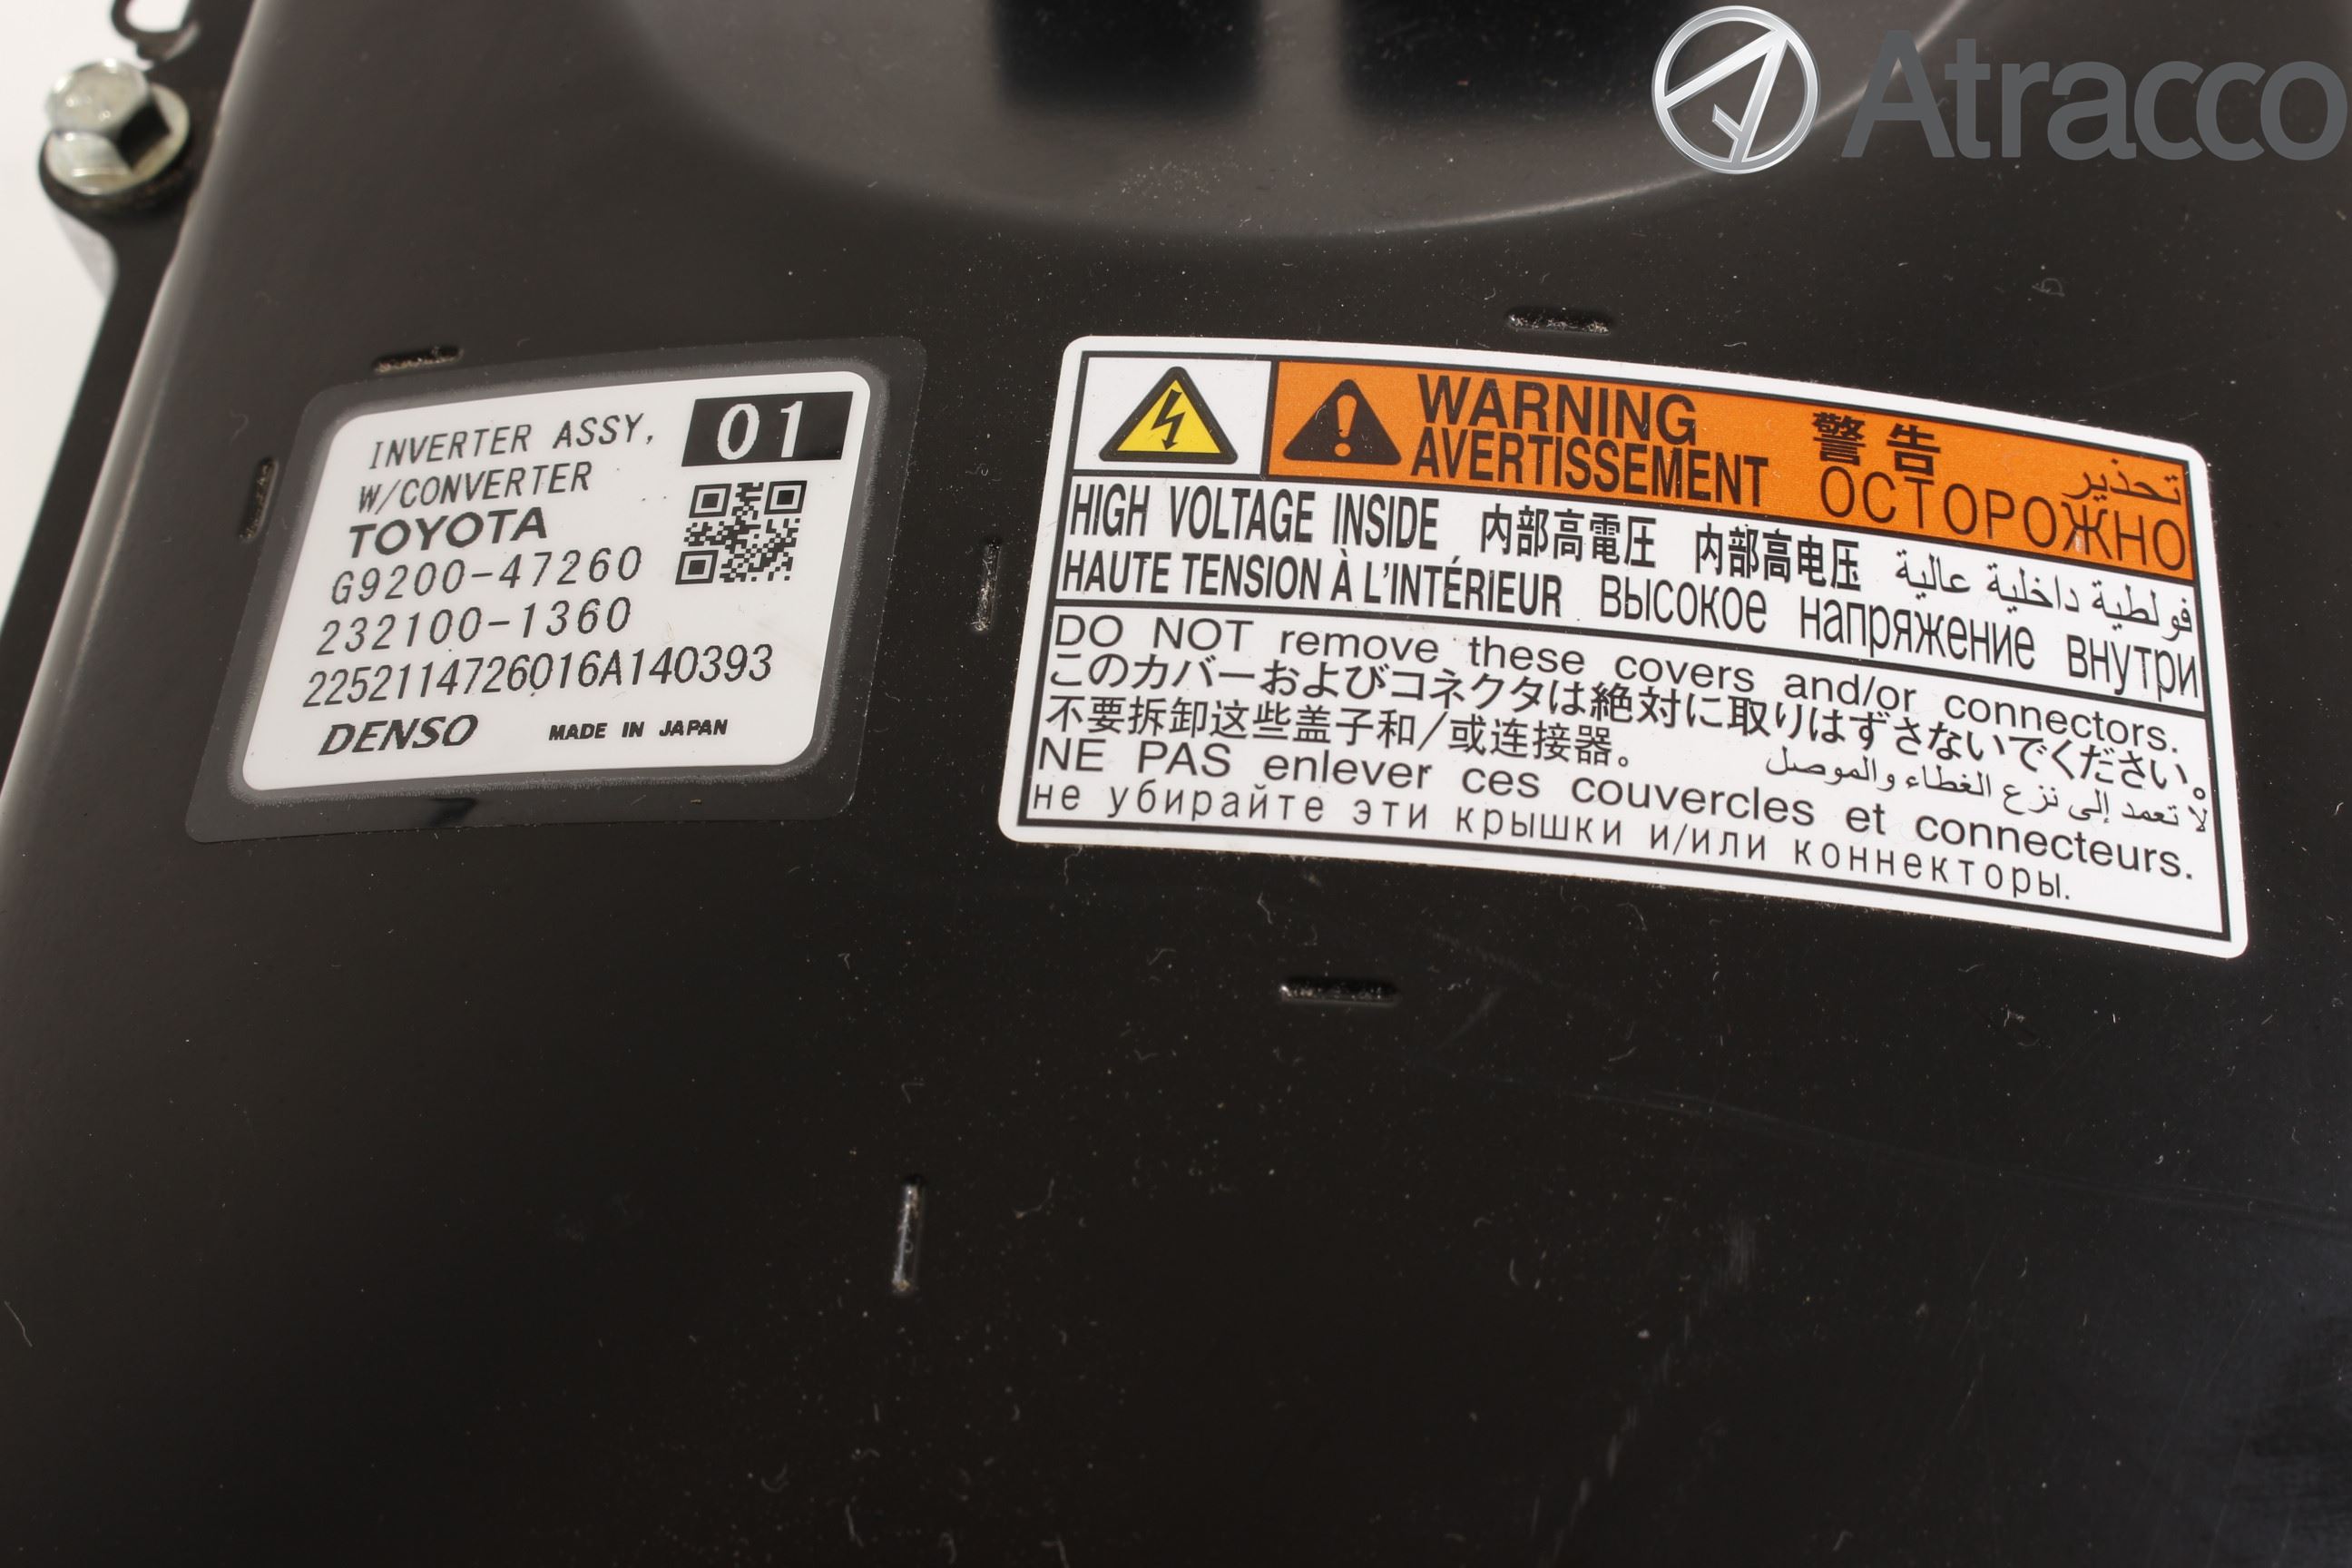 Atracco
INVERTER ASSY,
01
W/CONVERTER
TOYOTA
G9200-47260
232100-1360
2252114726016A140393
DENSO MADE IN JAPAN
WARNING 警告 تحذير
AVERTISSEMENT ОСТОРОЖНО
HIGH VOLTAGE INSIDE 内部高電圧 内部高电压 فولطية داخلية عالية
HAUTE TENSION À L'INTÉRIEUR высокое напряжение внутри
DO NOT remove these covers and/or connectors.
このカバーおよびコネクタは絶対に取りはずさないでください。
不要拆卸这些盖子和/或连接器。 لا تعمد إلى نزع الغطاء والموصل
NE PAS enlever ces couvercles et connecteurs.
не убирайте эти крышки и/или коннекторы.